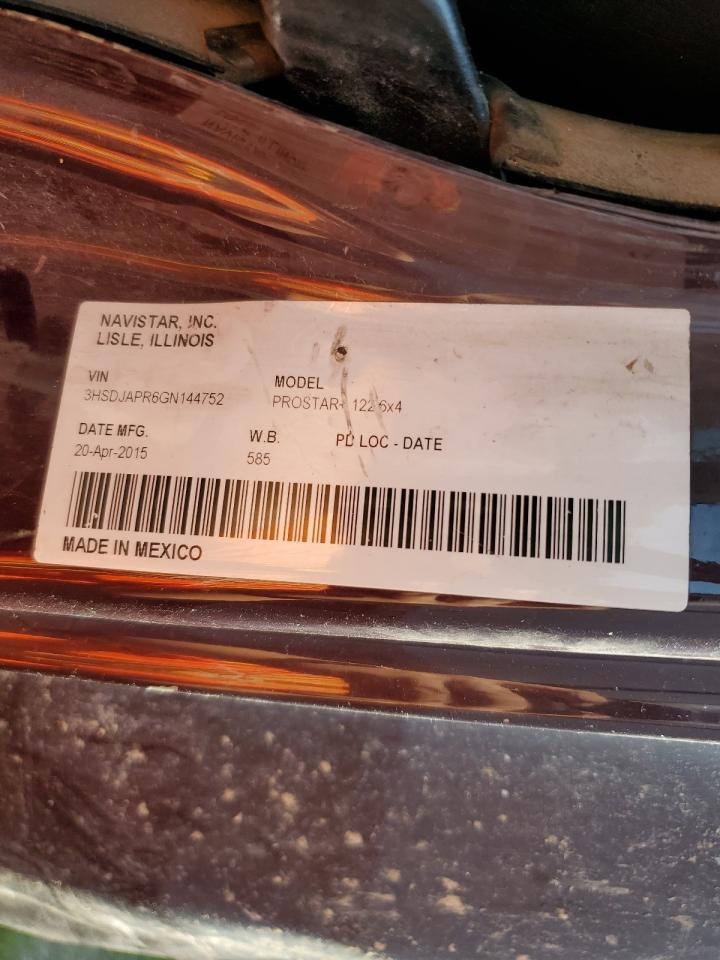 NAVISTAR, INC.
LISLE, ILLINOIS
VIN
3HSDJAPR6GN144752
MODEL
PROSTAR+ 122 6x4
DATE MFG.
20-Apr-2015
W.B.
585
PD LOC - DATE
MADE IN MEXICO